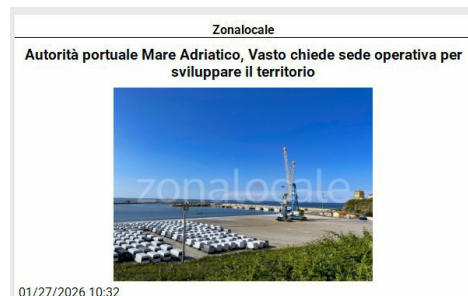 Zonalocale
Autorità portuale Mare Adriatico, Vasto chiede sede operativa per
sviluppare il territorio
zonalocale
01/27/2026 10:32